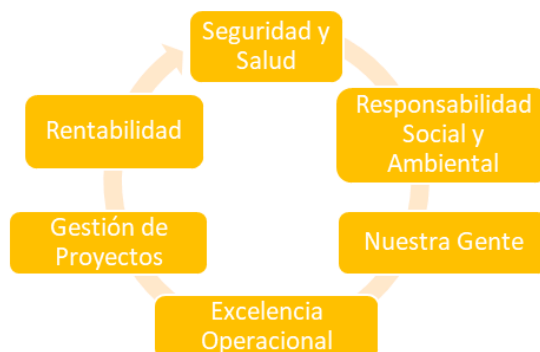 Seguridad y
Salud
Responsabilidad
Social y
Ambiental
Nuestra Gente
Excelencia
Operacional
Gestión de
Proyectos
Rentabilidad